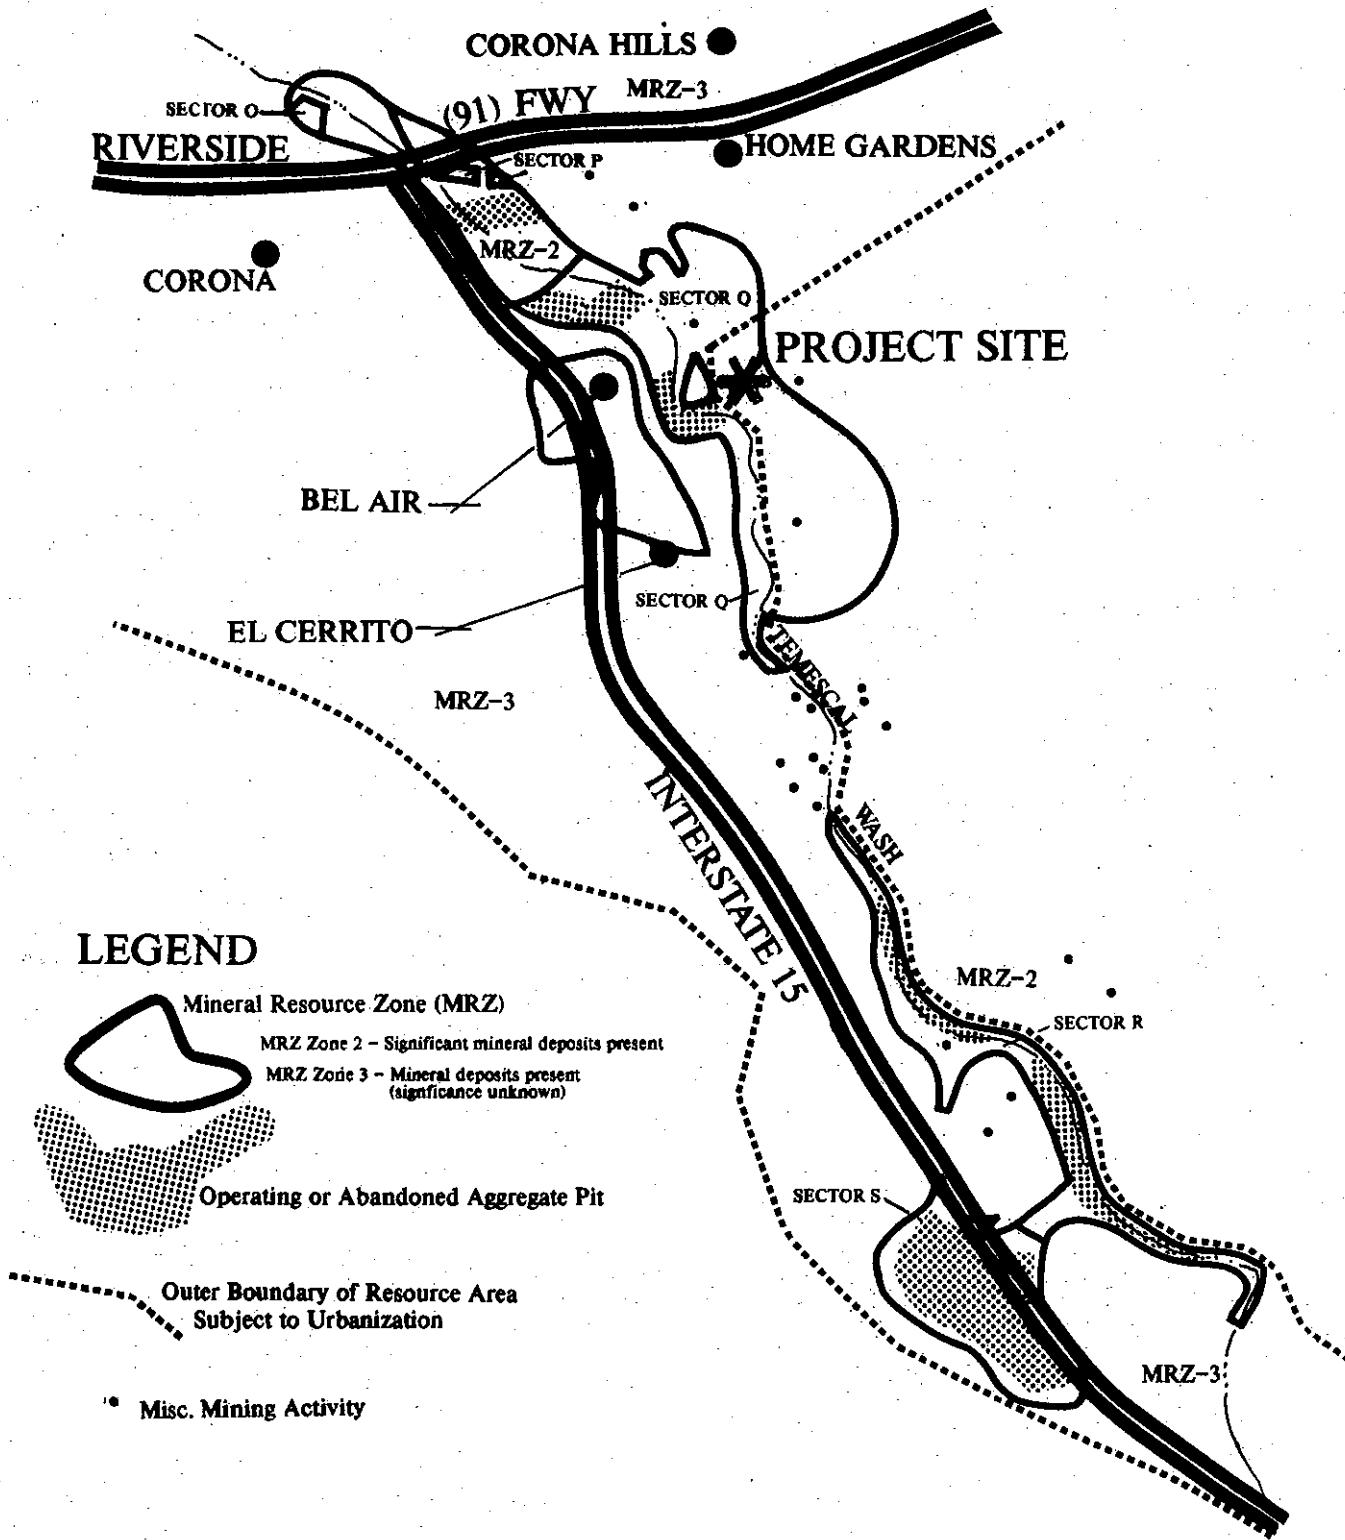 CORONA HILLS
MRZ-3
(91) FWY
SECTOR O
RIVERSIDE
HOME GARDENS
SECTOR P
MRZ-2
CORONA
SECTOR Q
PROJECT SITE
BEL AIR
SECTOR Q
EL CERRITO
TEMESCAL
MRZ-3
INTERSTATE 15
WASH
LEGEND
MRZ-2
Mineral Resource Zone (MRZ)
SECTOR R
MRZ Zone 2 - Significant mineral deposits present
MRZ Zone 3 - Mineral deposits present
(signficance unknown)
Operating or Abandoned Aggregate Pit
SECTOR S
Outer Boundary of Resource Area
Subject to Urbanization
MRZ-3
Misc. Mining Activity